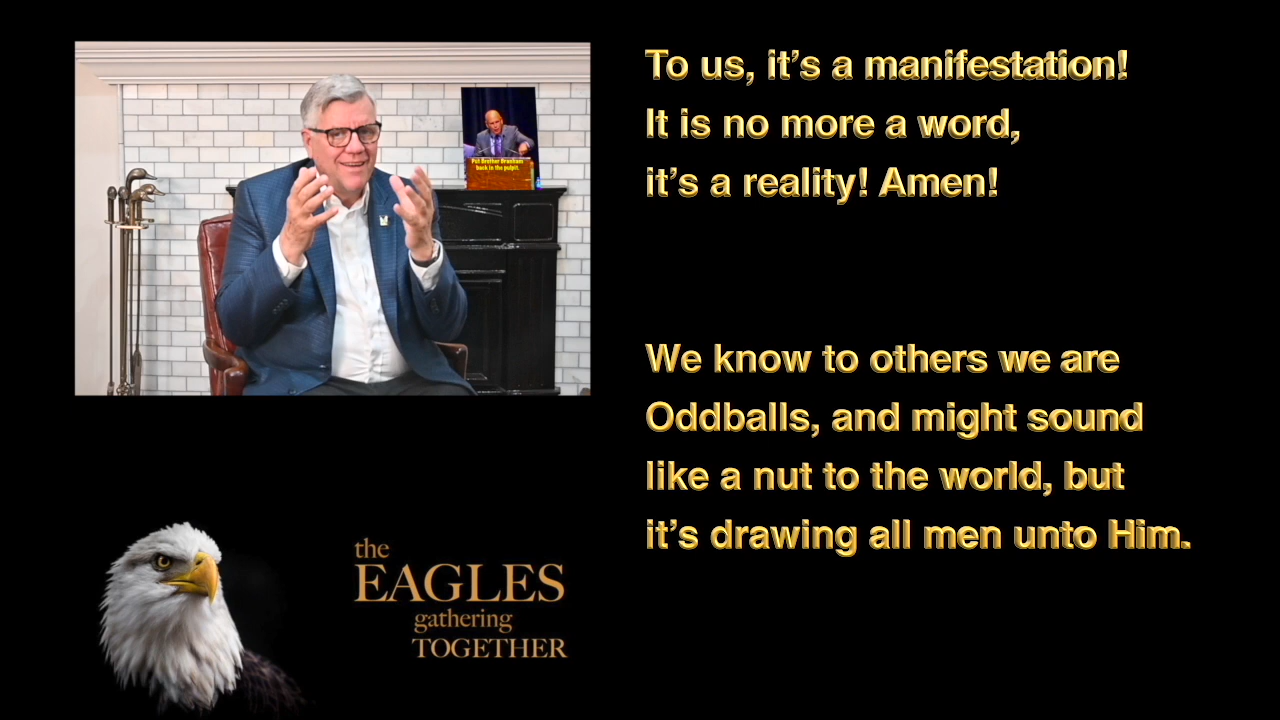 To us, it's a manifestation!
It is no more a word,
it's a reality! Amen!
We know to others we are
Oddballs, and might sound
like a nut to the world, but
it's drawing all men unto Him.
Put Brother Branham
back in the pulpit.
the
EAGLES
gathering
TOGETHER